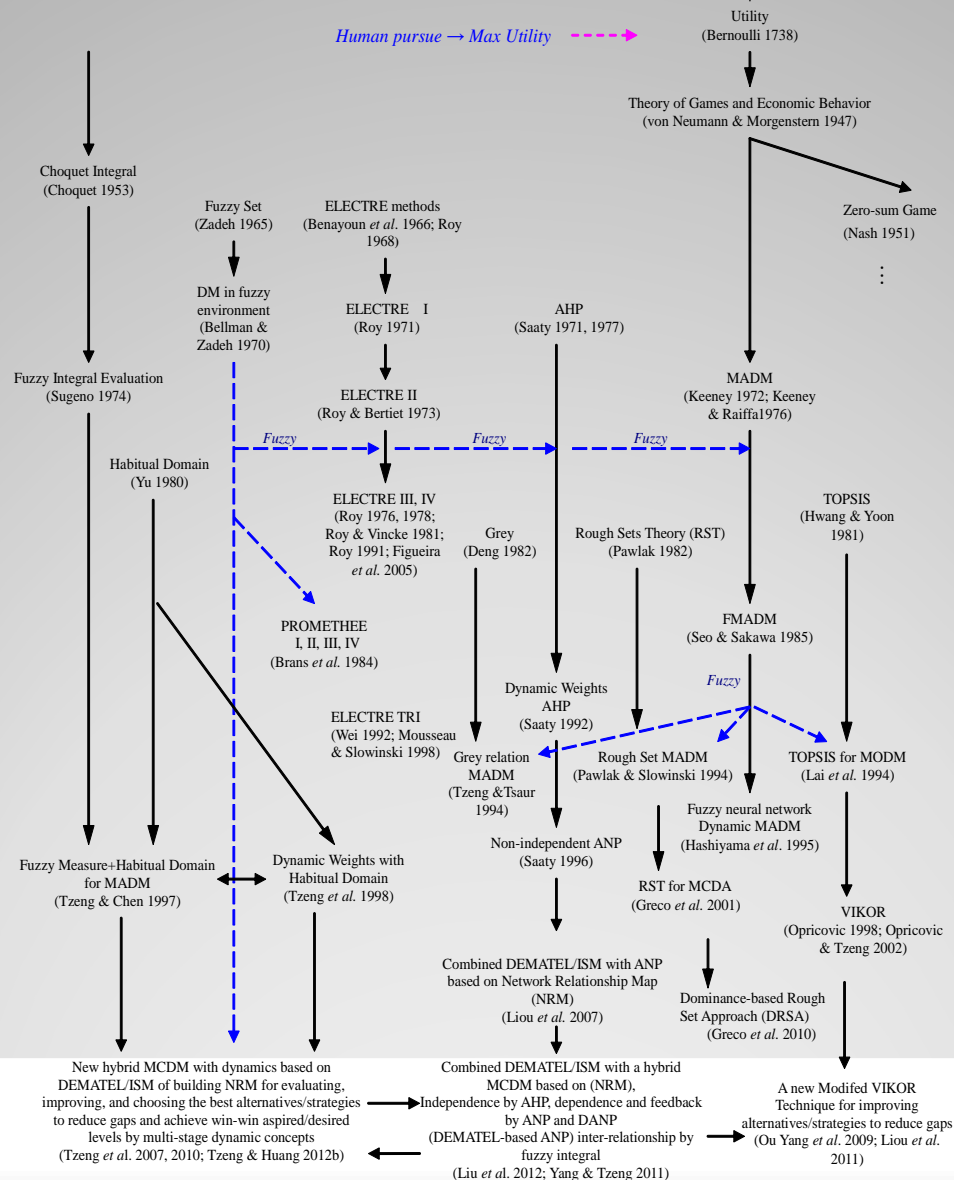 Utility
(Bernoulli 1738)
Human pursue → Max Utility
Theory of Games and Economic Behavior
(von Neumann & Morgenstern 1947)
Choquet Integral
(Choquet 1953)
Fuzzy Set
(Zadeh 1965)
ELECTRE methods
(Benayoun et al. 1966; Roy
1968)
Zero-sum Game
(Nash 1951)
⋮
DM in fuzzy
environment
(Bellman &
Zadeh 1970)
ELECTRE I
(Roy 1971)
AHP
(Saaty 1971, 1977)
Fuzzy Integral Evaluation
(Sugeno 1974)
ELECTRE II
(Roy & Bertiet 1973)
MADM
(Keeney 1972; Keeney
& Raiffa1976)
Fuzzy
Fuzzy
Fuzzy
Habitual Domain
(Yu 1980)
ELECTRE III, IV
(Roy 1976, 1978;
Roy & Vincke 1981;
Roy 1991; Figueira
et al. 2005)
Grey
(Deng 1982)
Rough Sets Theory (RST)
(Pawlak 1982)
TOPSIS
(Hwang & Yoon
1981)
PROMETHEE
I, II, III, IV
(Brans et al. 1984)
FMADM
(Seo & Sakawa 1985)
Fuzzy
Dynamic Weights
AHP
(Saaty 1992)
ELECTRE TRI
(Wei 1992; Mousseau
& Slowinski 1998)
Grey relation
MADM
(Tzeng &Tsaur
1994)
Rough Set MADM
(Pawlak & Slowinski 1994)
TOPSIS for MODM
(Lai et al. 1994)
Fuzzy neural network
Dynamic MADM
(Hashiyama et al. 1995)
Non-independent ANP
(Saaty 1996)
Fuzzy Measure+Habitual Domain
for MADM
(Tzeng & Chen 1997)
Dynamic Weights with
Habitual Domain
(Tzeng et al. 1998)
RST for MCDA
(Greco et al. 2001)
VIKOR
(Opricovic 1998; Opricovic
& Tzeng 2002)
Combined DEMATEL/ISM with ANP
based on Network Relationship Map
(NRM)
(Liou et al. 2007)
Dominance-based Rough
Set Approach (DRSA)
(Greco et al. 2010)
New hybrid MCDM with dynamics based on
DEMATEL/ISM of building NRM for evaluating,
improving, and choosing the best alternatives/strategies
to reduce gaps and achieve win-win aspired/desired
levels by multi-stage dynamic concepts
(Tzeng et al. 2007, 2010; Tzeng & Huang 2012b)
Combined DEMATEL/ISM with a hybrid
MCDM based on (NRM),
Independence by AHP, dependence and feedback
by ANP and DANP
(DEMATEL-based ANP) inter-relationship by
fuzzy integral
(Liu et al. 2012; Yang & Tzeng 2011)
A new Modifed VIKOR
Technique for improving
alternatives/strategies to reduce gaps
(Ou Yang et al. 2009; Liou et al.
2011)